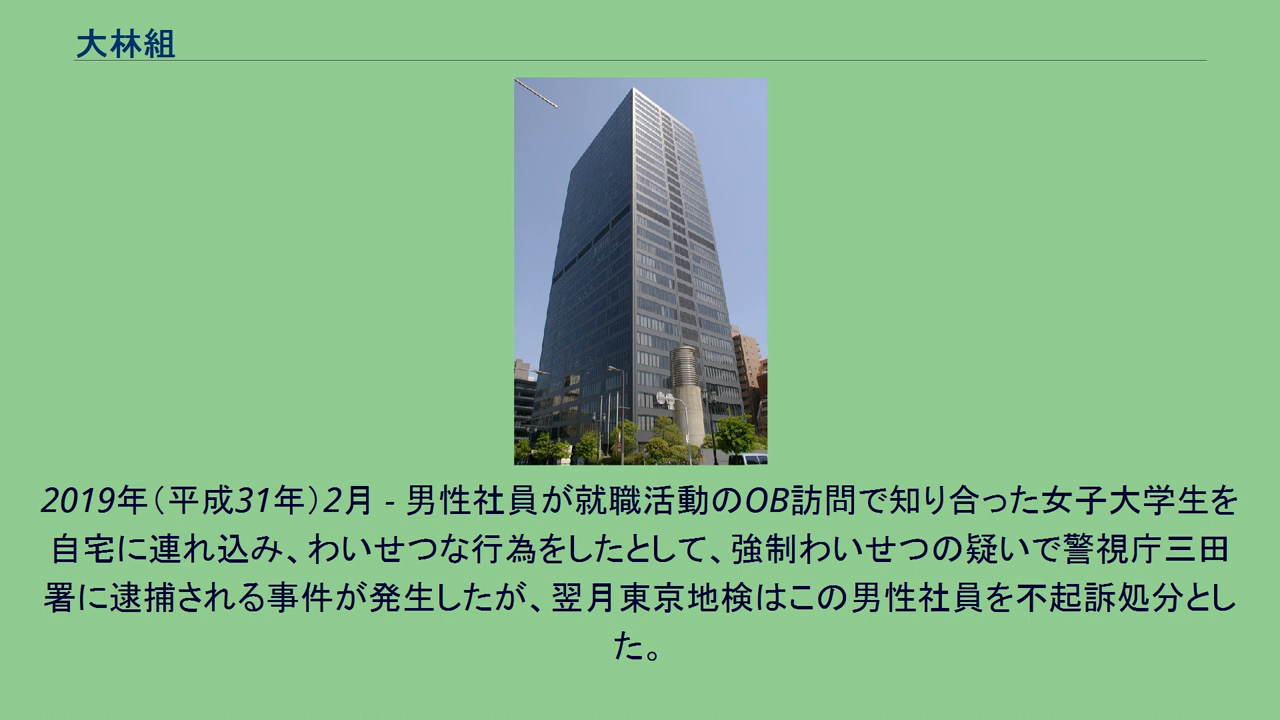 大林組
2019年（平成31年）2月 - 男性社員が就職活動のOB訪問で知り合った女子大学生を
自宅に連れ込み、わいせつな行為をしたとして、強制わいせつの疑いで警視庁三田
署に逮捕される事件が発生したが、翌月東京地検はこの男性社員を不起訴処分とし
た。